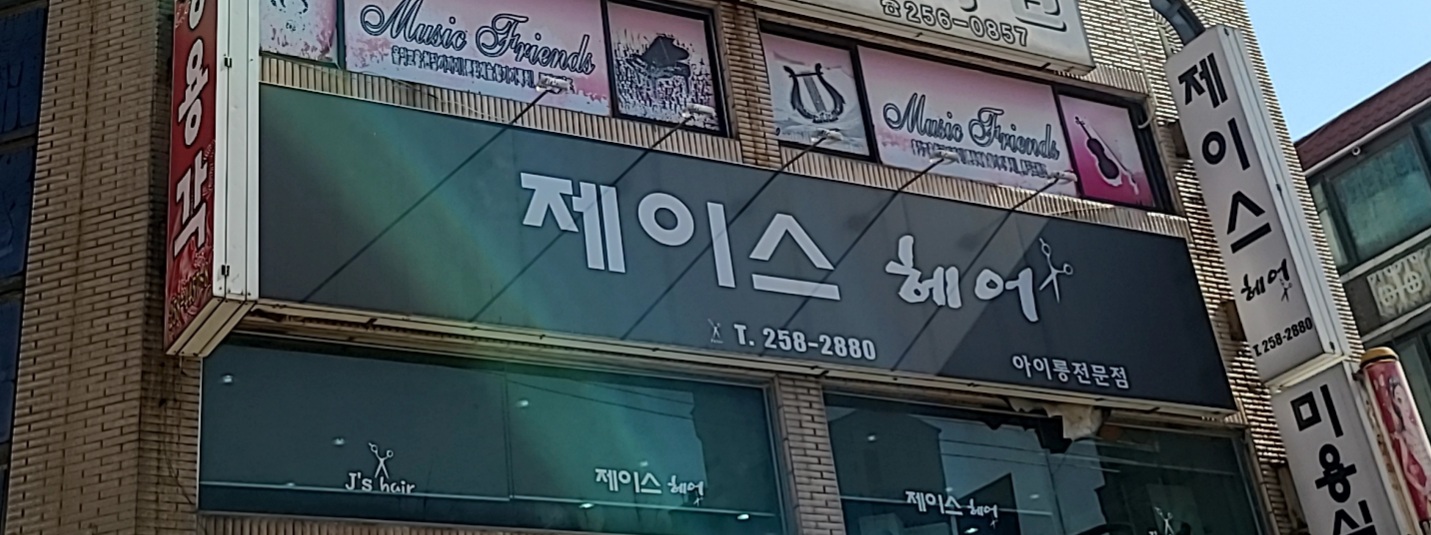 Music Friends
☎256-0857
Music Friends
용각
제이스 헤어
T. 258-2880
아이롱전문점
제이스
헤어
T. 258-2880
미용실
J's hair
제이스 헤어
제이스 헤어